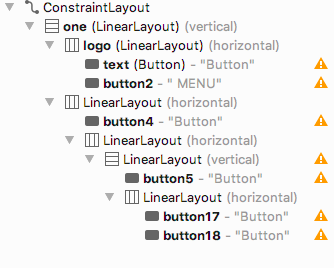 ConstraintLayout
one (LinearLayout) (vertical)
logo (LinearLayout) (horizontal)
text (Button) - "Button"
button2 - " MENU"
LinearLayout (horizontal)
button4 - "Button"
LinearLayout (horizontal)
LinearLayout (vertical)
button5 - "Button"
LinearLayout (horizontal)
button17 - "Button"
button18 - "Button"